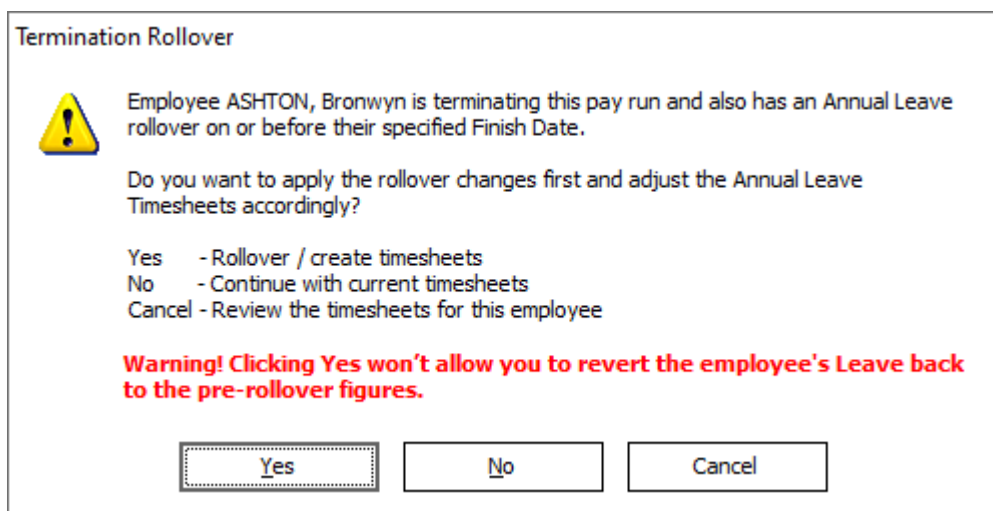 Termination Rollover
Employee ASHTON, Bronwyn is terminating this pay run and also has an Annual Leave
rollover on or before their specified Finish Date.
Do you want to apply the rollover changes first and adjust the Annual Leave
Timesheets accordingly?
Yes - Rollover / create timesheets
No - Continue with current timesheets
Cancel - Review the timesheets for this employee
Warning! Clicking Yes won’t allow you to revert the employee's Leave back
to the pre-rollover figures.
Yes No Cancel